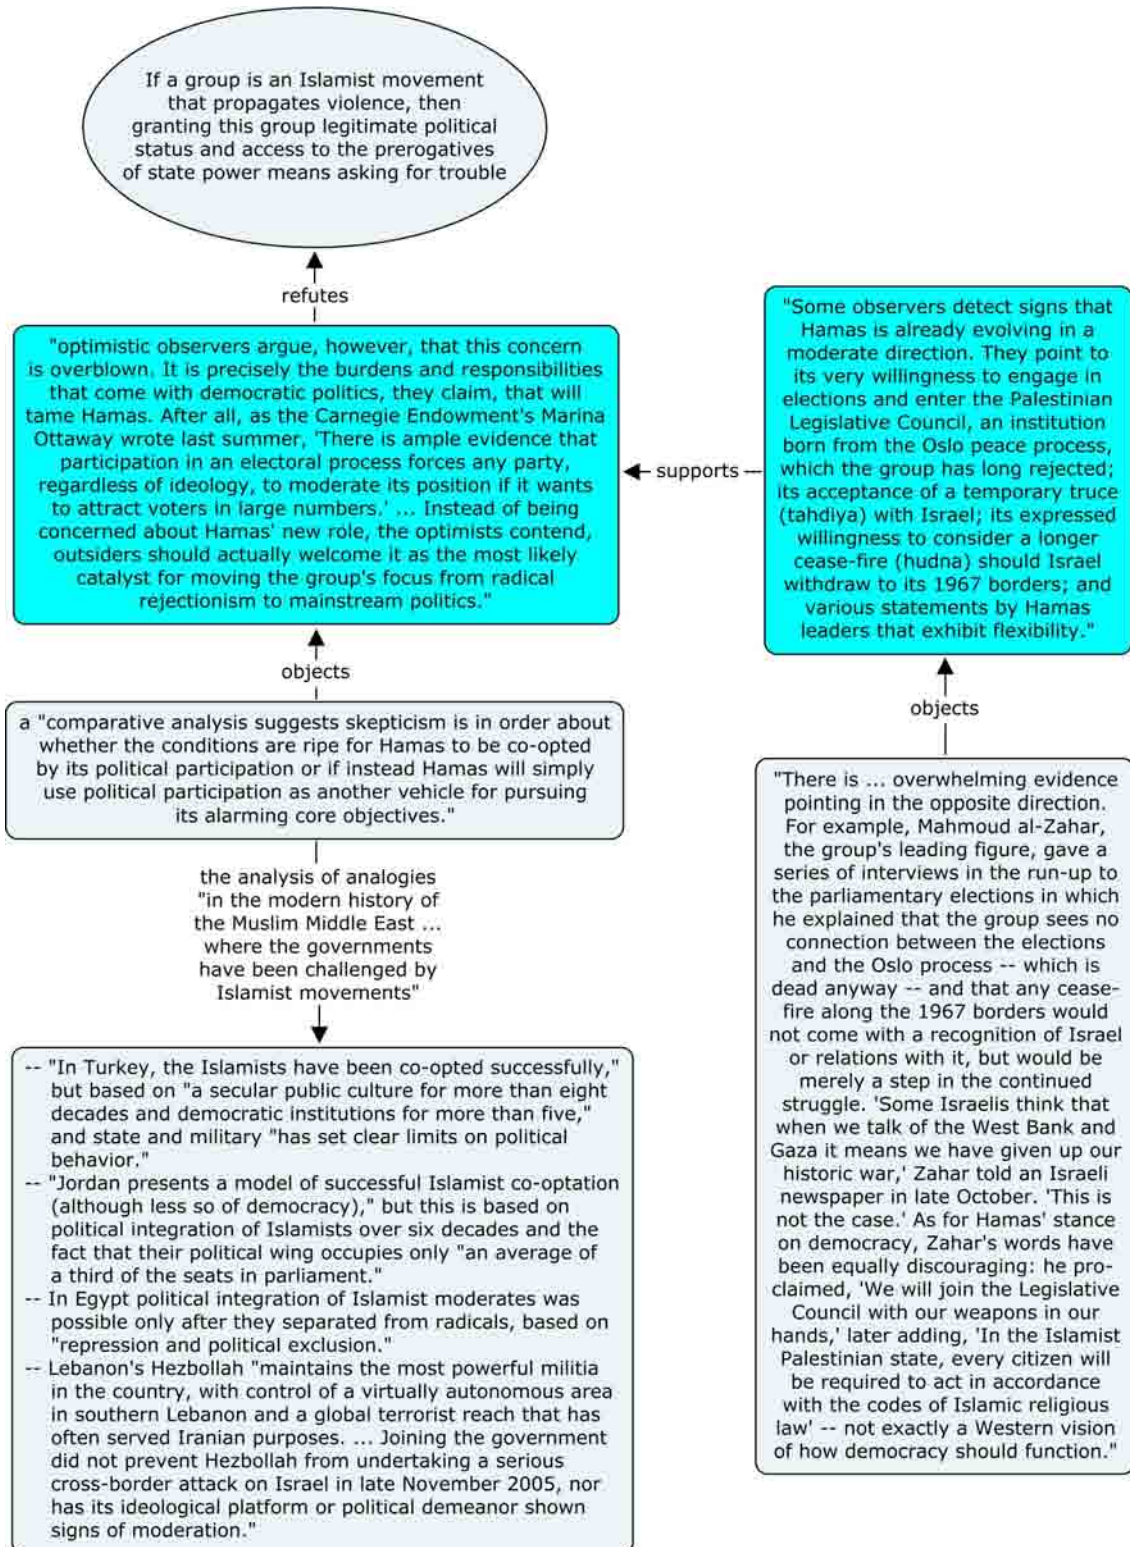 If a group is an Islamist movement
that propagates violence, then
granting this group legitimate political
status and access to the prerogatives
of state power means asking for trouble
refutes
"optimistic observers argue, however, that this concern
is overblown. It is precisely the burdens and responsibilities
that come with democratic politics, they claim, that will
tame Hamas. After all, as the Carnegie Endowment's Marina
Ottaway wrote last summer, 'There is ample evidence that
participation in an electoral process forces any party,
regardless of ideology, to moderate its position if it wants
to attract voters in large numbers.' ... Instead of being
concerned about Hamas' new role, the optimists contend,
outsiders should actually welcome it as the most likely
catalyst for moving the group's focus from radical
rejectionism to mainstream politics."
supports
"Some observers detect signs that
Hamas is already evolving in a
moderate direction. They point to
its very willingness to engage in
elections and enter the Palestinian
Legislative Council, an institution
born from the Oslo peace process,
which the group has long rejected;
its acceptance of a temporary truce
(tahdiya) with Israel; its expressed
willingness to consider a longer
cease-fire (hudna) should Israel
withdraw to its 1967 borders; and
various statements by Hamas
leaders that exhibit flexibility."
objects
a "comparative analysis suggests skepticism is in order about
whether the conditions are ripe for Hamas to be co-opted
by its political participation or if instead Hamas will simply
use political participation as another vehicle for pursuing
its alarming core objectives."
the analysis of analogies
"in the modern history of
the Muslim Middle East ...
where the governments
have been challenged by
Islamist movements"
-- "In Turkey, the Islamists have been co-opted successfully,"
but based on "a secular public culture for more than eight
decades and democratic institutions for more than five,"
and state and military "has set clear limits on political
behavior."
-- "Jordan presents a model of successful Islamist co-optation
(although less so of democracy)," but this is based on
political integration of Islamists over six decades and the
fact that their political wing occupies only "an average of
a third of the seats in parliament."
-- In Egypt political integration of Islamist moderates was
possible only after they separated from radicals, based on
"repression and political exclusion."
-- Lebanon's Hezbollah "maintains the most powerful militia
in the country, with control of a virtually autonomous area
in southern Lebanon and a global terrorist reach that has
often served Iranian purposes. ... Joining the government
did not prevent Hezbollah from undertaking a serious
cross-border attack on Israel in late November 2005, nor
has its ideological platform or political demeanor shown
signs of moderation."
objects
"There is ... overwhelming evidence
pointing in the opposite direction.
For example, Mahmoud al-Zahar,
the group's leading figure, gave a
series of interviews in the run-up to
the parliamentary elections in which
he explained that the group sees no
connection between the elections
and the Oslo process -- which is
dead anyway -- and that any cease-
fire along the 1967 borders would
not come with a recognition of Israel
or relations with it, but would be
merely a step in the continued
struggle. 'Some Israelis think that
when we talk of the West Bank and
Gaza it means we have given up our
historic war,' Zahar told an Israeli
newspaper in late October. 'This is
not the case.' As for Hamas' stance
on democracy, Zahar's words have
been equally discouraging: he pro-
claimed, 'We will join the Legislative
Council with our weapons in our
hands,' later adding, 'In the Islamist
Palestinian state, every citizen will
be required to act in accordance
with the codes of Islamic religious
law' -- not exactly a Western vision
of how democracy should function."